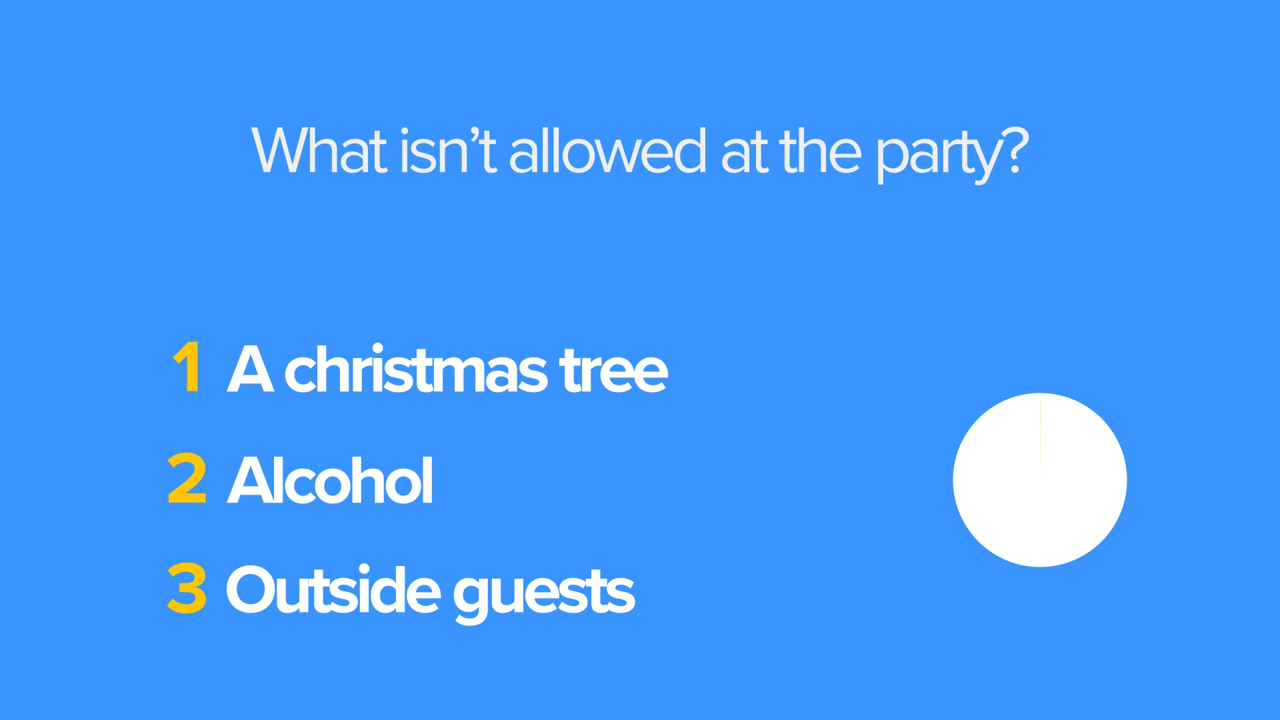 What isn’t allowed at the party?
1 A christmas tree
2 Alcohol
3 Outside guests